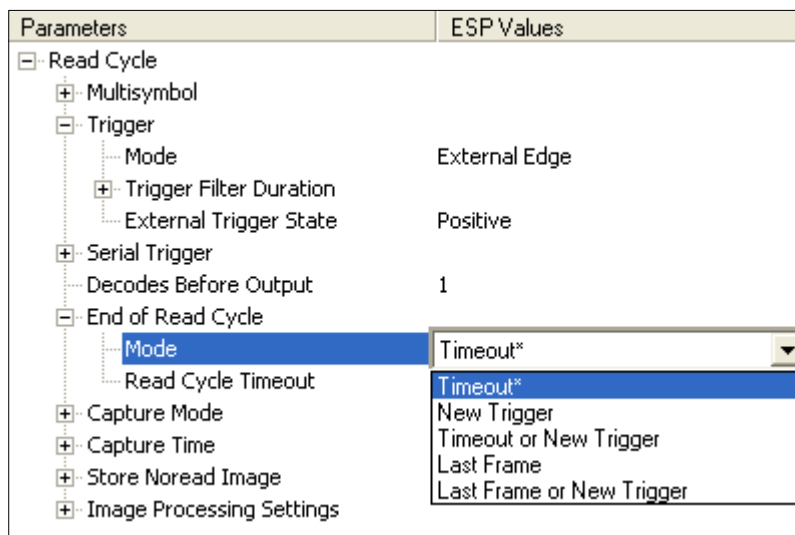 Parameters ESP Values
Read Cycle
Multisymbol
Trigger
Mode External Edge
Trigger Filter Duration
External Trigger State Positive
Serial Trigger
Decodes Before Output 1
End of Read Cycle
Mode Timeout*
Read Cycle Timeout Timeout*
New Trigger
Capture Mode
Timeout or New Trigger
Capture Time
Last Frame
Store Noread Image
Last Frame or New Trigger
Image Processing Settings